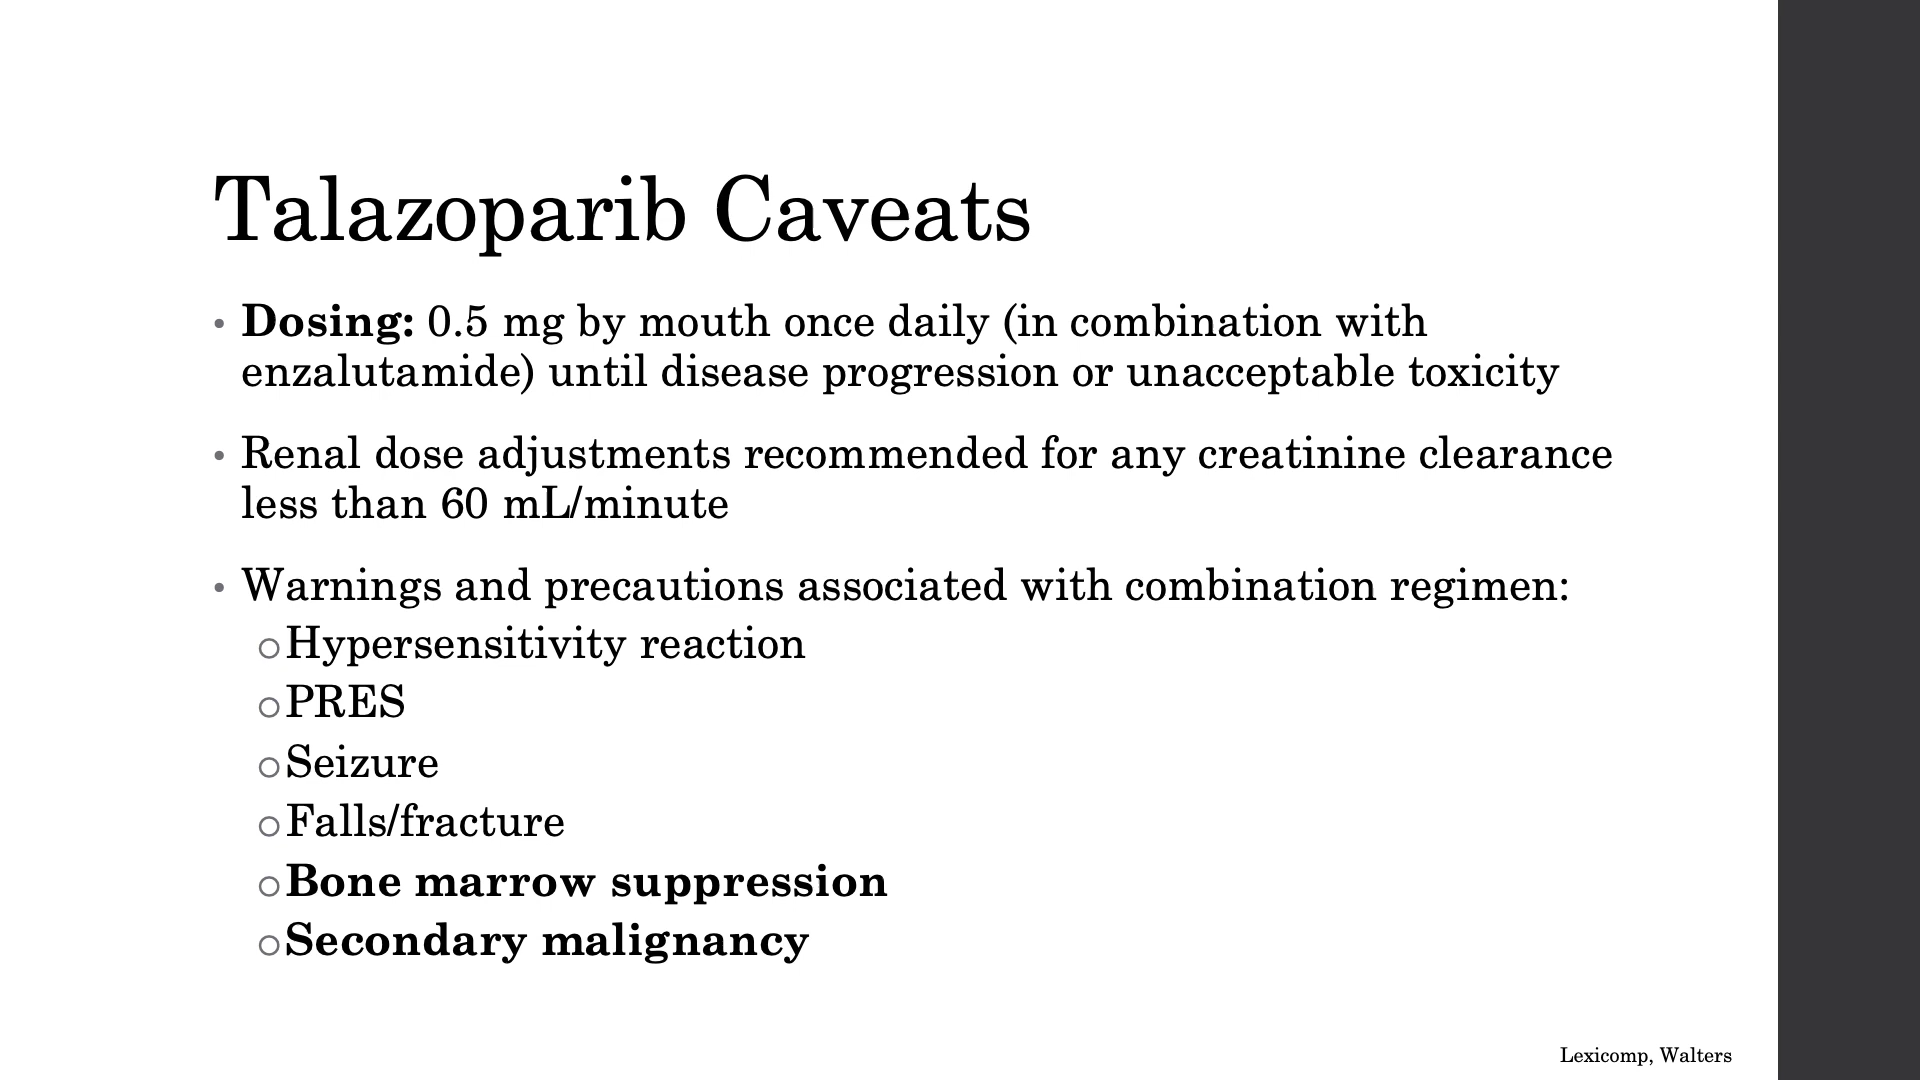 Talazoparib Caveats
• Dosing: 0.5 mg by mouth once daily (in combination with
enzalutamide) until disease progression or unacceptable toxicity
• Renal dose adjustments recommended for any creatinine clearance
less than 60 mL/minute
• Warnings and precautions associated with combination regimen:
○ Hypersensitivity reaction
○ PRES
○ Seizure
○ Falls/fracture
○ Bone marrow suppression
○ Secondary malignancy
Lexicomp, Walters